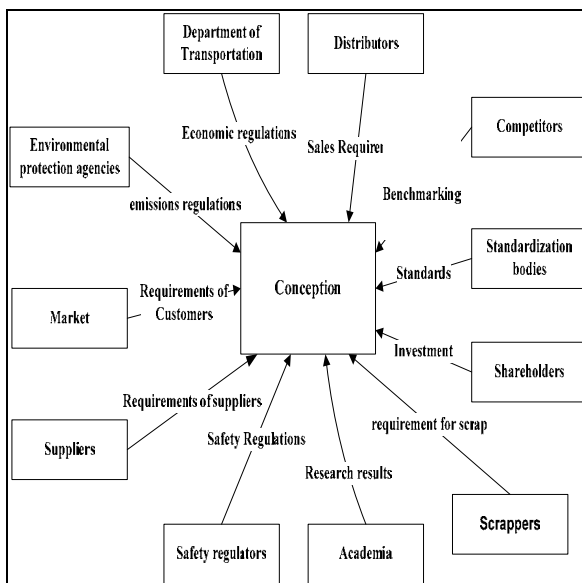 Department of
Transportation
Distributors
Competitors
Environmental
protection agencies
Economic regulations
Sales Requirer
Benchmarking
emissions regulations
Standardization
bodies
Conception
Standards
Market
Requirements of
Customers
Investment
Shareholders
Requirements of suppliers
requirement for scrap
Suppliers
Safety Regulations
Research results
Scrappers
Safety regulators
Academia